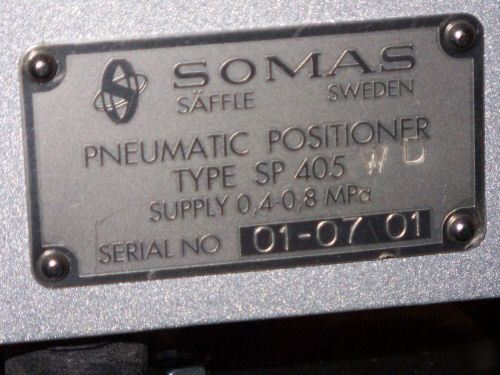 SOMAS
SÄFFLE SWEDEN
PNEUMATIC POSITIONER
TYPE SP 405 WD
SUPPLY 0,4-0,8 MPa
SERIAL NO 01-07 01